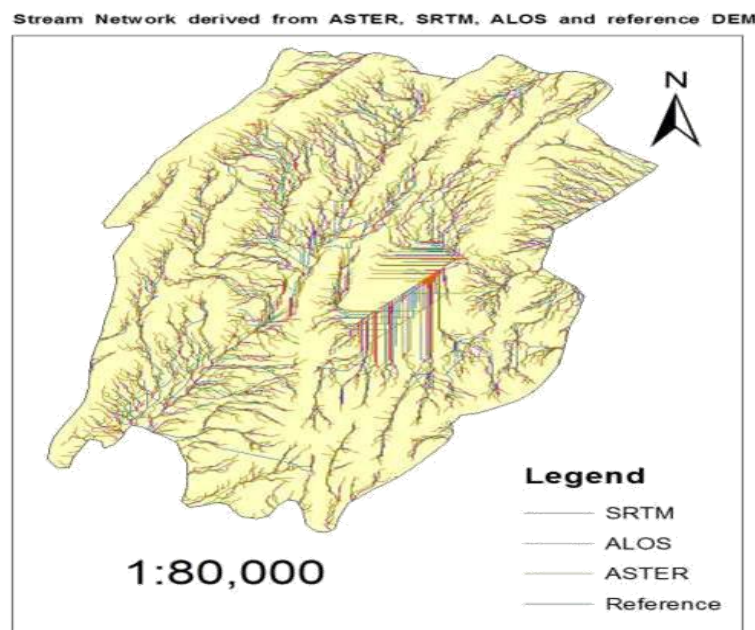 Stream Network derived from ASTER, SRTM, ALOS and reference DEM
N
Legend
SRTM
ALOS
ASTER
Reference
1:80,000